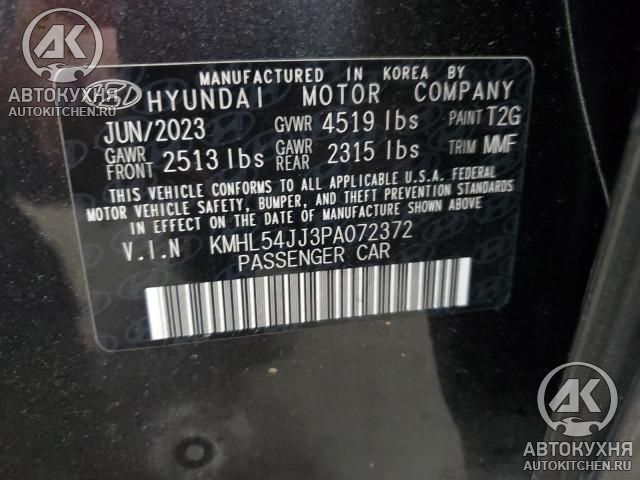 АК
АВТОКУХНЯ
AUTOKITCHEN.RU
MANUFACTURED IN KOREA BY
HYUNDAI MOTOR COMPANY
JUN/2023 GVWR 4519 lbs PAINT T2G
GAWR FRONT 2513 lbs GAWR REAR 2315 lbs TRIM MMF
THIS VEHICLE CONFORMS TO ALL APPLICABLE U.S.A. FEDERAL
MOTOR VEHICLE SAFETY, BUMPER, AND THEFT PREVENTION STANDARDS
IN EFFECT ON THE DATE OF MANUFACTURE SHOWN ABOVE.
V.I.N KMHL54JJ3PA072372
PASSENGER CAR
АК
АВТОКУХНЯ
AUTOKITCHEN.RU